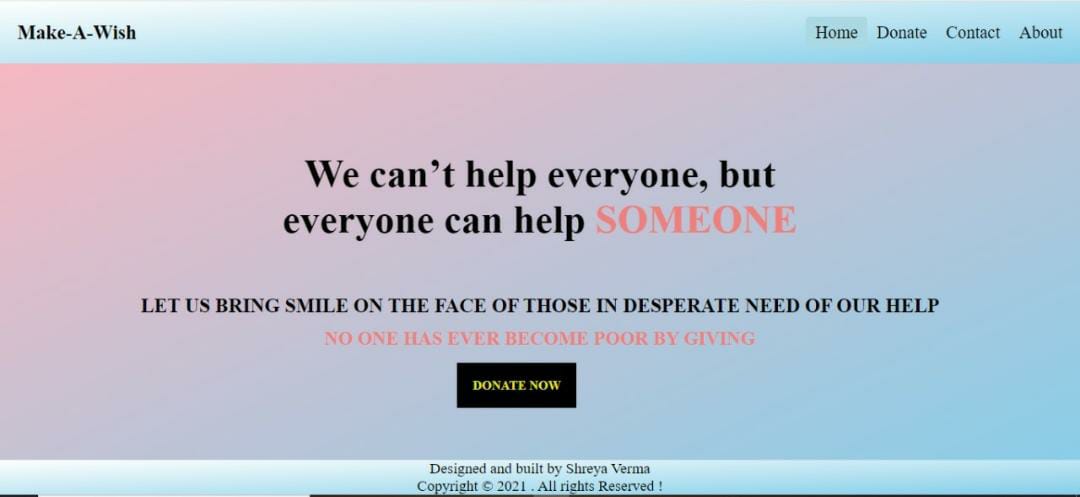 Make-A-Wish
Home Donate Contact About
We can’t help everyone, but
everyone can help SOMEONE
LET US BRING SMILE ON THE FACE OF THOSE IN DESPERATE NEED OF OUR HELP
NO ONE HAS EVER BECOME POOR BY GIVING
DONATE NOW
Designed and built by Shreya Verma
Copyright © 2021 . All rights Reserved !